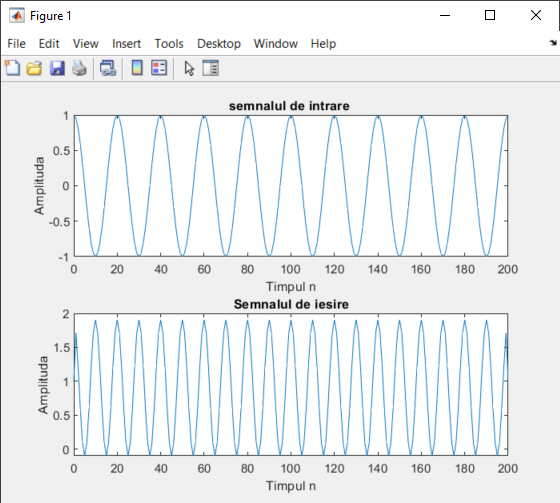 Figure 1
File Edit View Insert Tools Desktop Window Help
semnalul de intrare
1
0.5
0
-0.5
-1
Amplituda
0 20 40 60 80 100 120 140 160 180 200
Timpul n
Semnalul de iesire
2
1.5
1
0.5
0
Amplituda
0 20 40 60 80 100 120 140 160 180 200
Timpul n